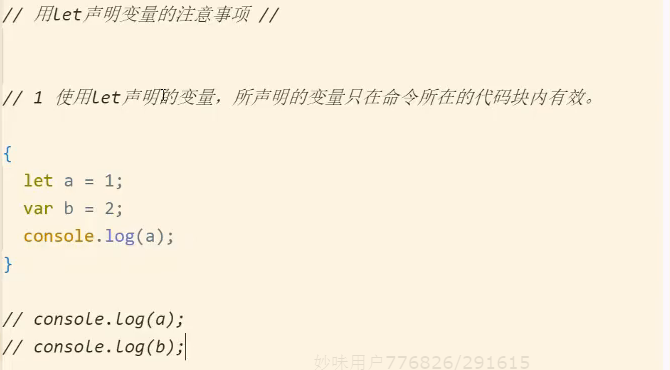 // 用let声明变量的注意事项 //
// 1 使用let声明的变量，所声明的变量只在命令所在的代码块内有效。
{
let a = 1;
var b = 2;
console.log(a);
}
// console.log(a);
// console.log(b);
妙味用户776826/291615